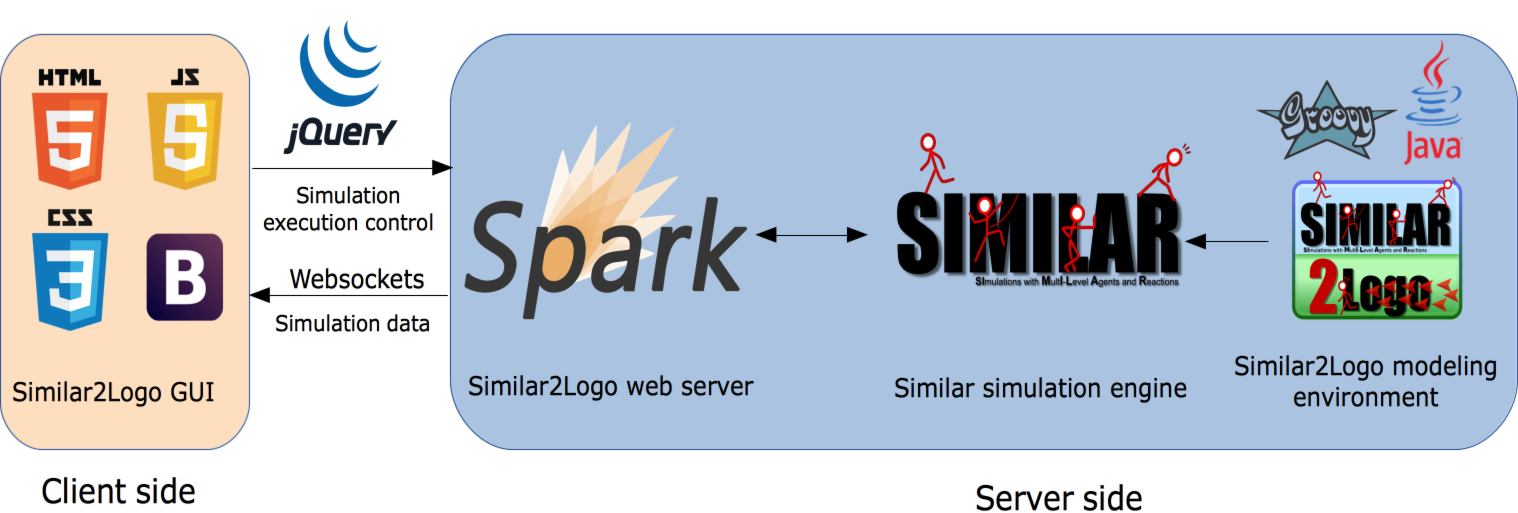 HTML
5
JS
5
CSS
3
B
Similar2Logo GUI
Client side
jQuery
Simulation
execution control
Websockets
Simulation data
Spark
Similar2Logo web server
SIMILAR
SImulations with MultI-Level Agents and Reactions
Similar simulation engine
Groovy
Java
SIMILAR
SImulations with MultI-Level Agents and Reactions
2Logo
Similar2Logo modeling
environment
Server side